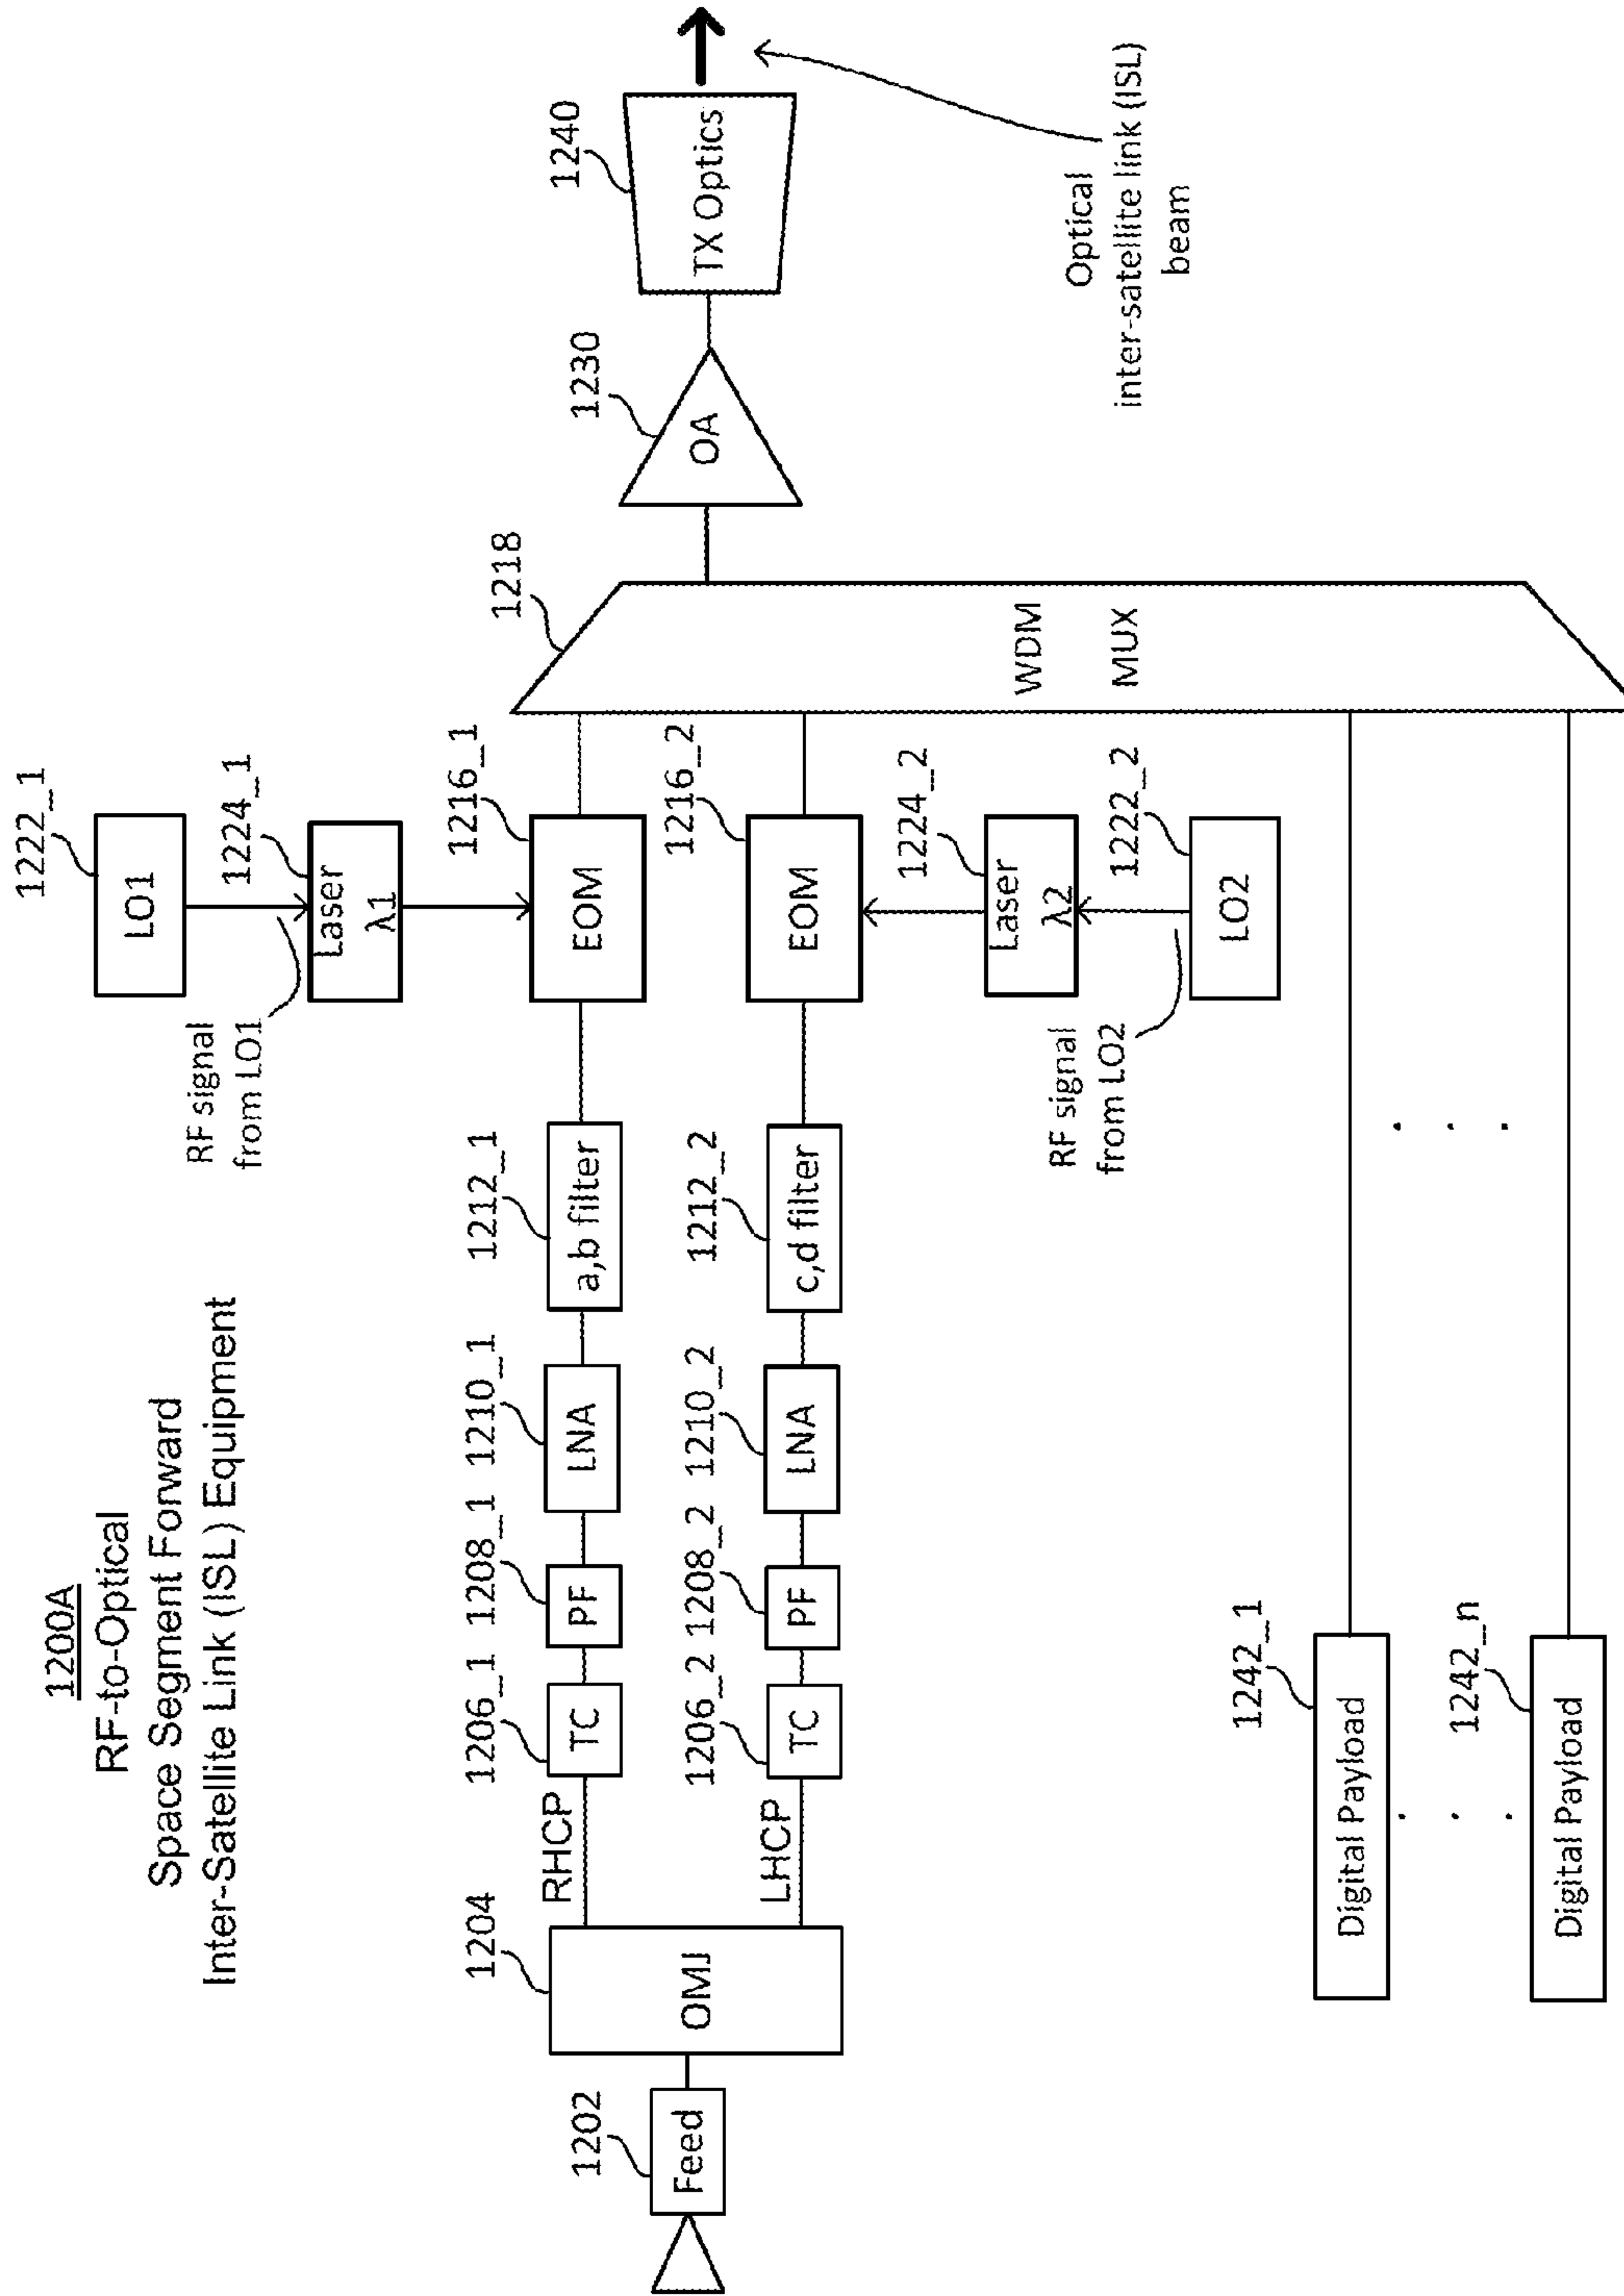 1200A
RF-to-Optical
Space Segment Forward
Inter-Satellite Link (ISL) Equipment
1202
Feed
1204
OMJ
RHCP
1206_1
TC
1208_1
PF
1210_1
LNA
1212_1
a,b filter
1216_1
EOM
1222_1
LO1
RF signal
from LO1
1224_1
Laser
λ1
LHCP
1206_2
TC
1208_2
PF
1210_2
LNA
1212_2
c,d filter
1216_2
EOM
1224_2
Laser
λ2
RF signal
from LO2
1222_2
LO2
1218
WDM
MUX
1230
OA
1240
TX Optics
Optical
inter-satellite link (ISL)
beam
1242_1
Digital Payload
1242_n
Digital Payload